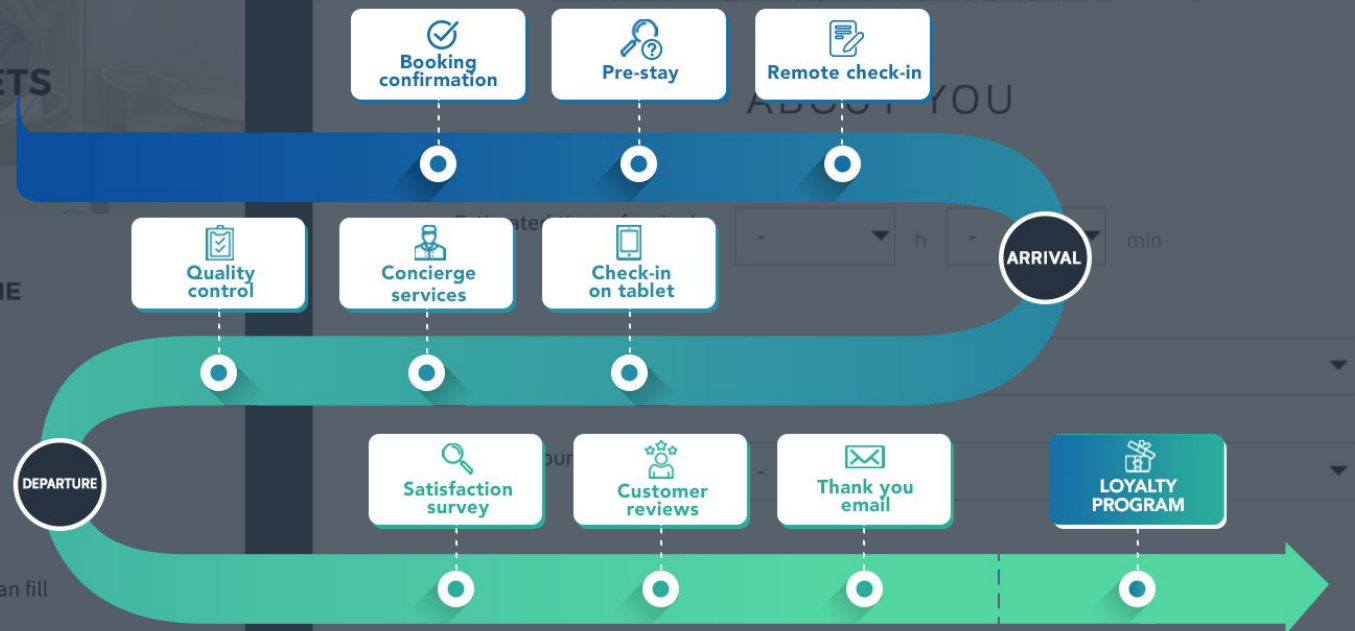 Booking
confirmation
Pre-stay
Remote check-in
ETS
ABOUT YOU
- h - min
ARRIVAL
Quality
control
Concierge
services
Check-in
on tablet
DEPARTURE
Satisfaction
survey
Customer
reviews
Thank you
email
-
LOYALTY
PROGRAM
an fill